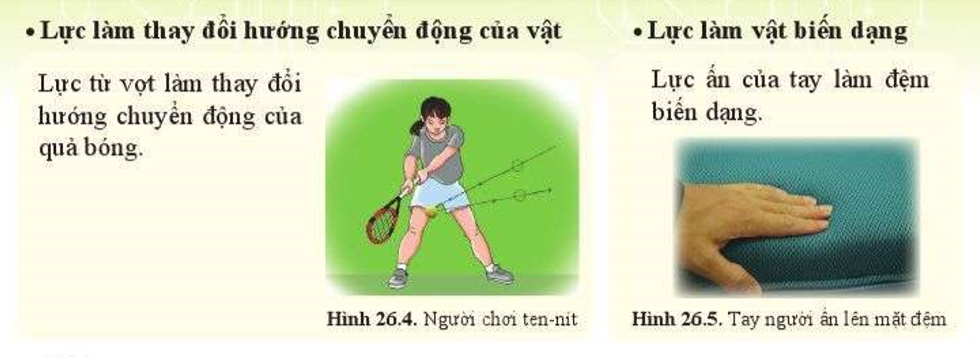 • Lực làm thay đổi hướng chuyển động của vật
Lực từ vợt làm thay đổi
hướng chuyển động của
quả bóng.
Hình 26.4. Người chơi ten-nit
• Lực làm vật biến dạng
Lực ấn của tay làm đệm
biến dạng.
Hình 26.5. Tay người ấn lên mặt đệm